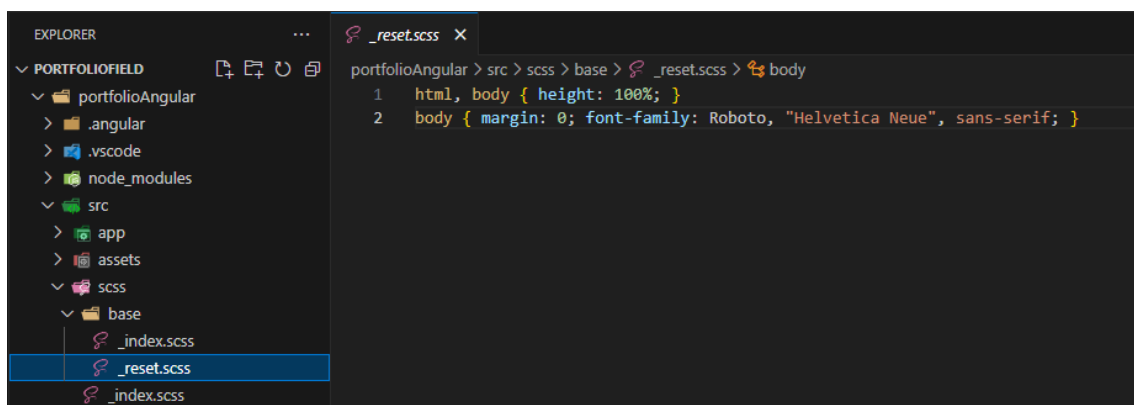 EXPLORER
PORTFOLIOFIELD
portfolioAngular
.angular
.vscode
node_modules
src
app
assets
scss
base
_index.scss
_reset.scss
_index.scss
_reset.scss
portfolioAngular > src > scss > base > _reset.scss > body
1 html, body { height: 100%; }
2 body { margin: 0; font-family: Roboto, "Helvetica Neue", sans-serif; }